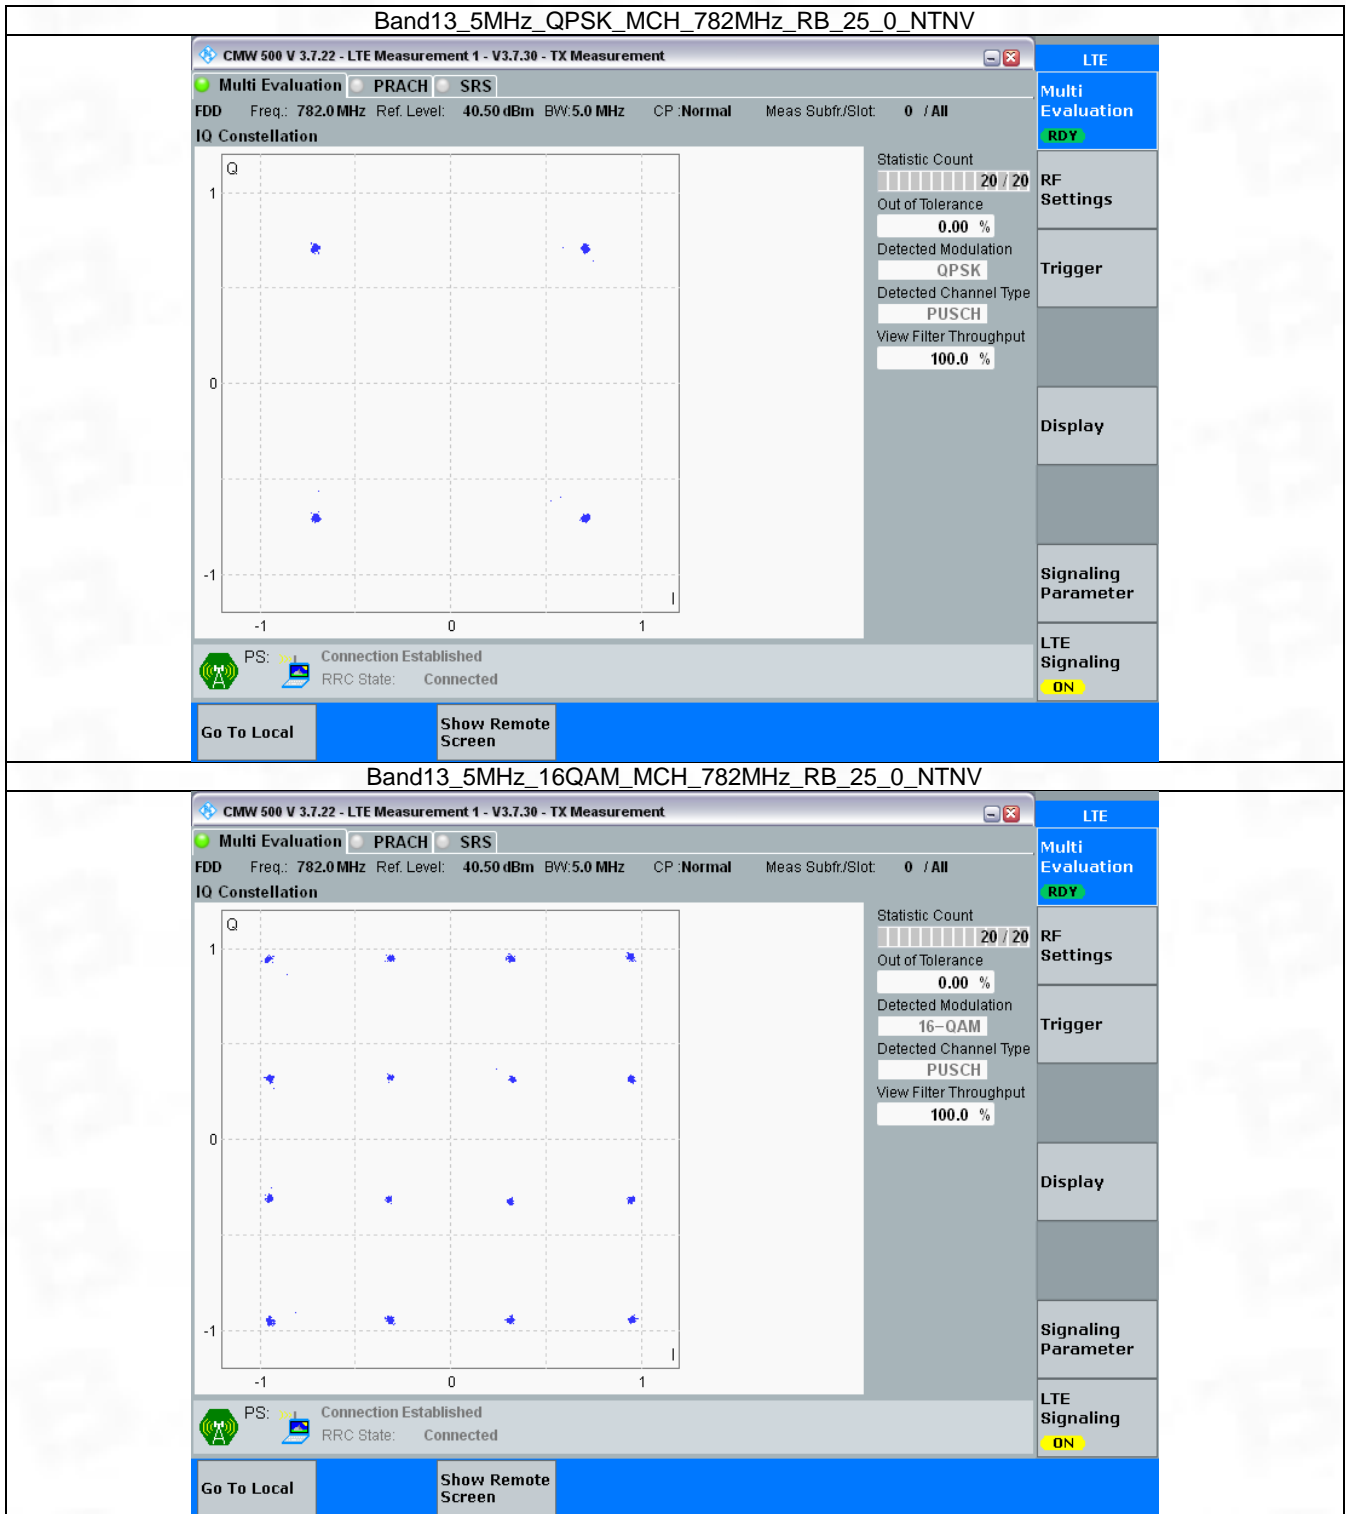 Band13_5MHz_QPSK_MCH_782MHz_RB_25_0_NTNV
CMW 500 V 3.7.22 - LTE Measurement 1 - V3.7.30 - TX Measurement
LTE
Multi Evaluation PRACH SRS
FDD Freq.: 782.0 MHz Ref. Level: 40.50 dBm BW:5.0 MHz CP :Normal Meas Subfr./Slot: 0 / All
IQ Constellation
Multi
Evaluation
RDY
Q
1
0
-1
-1 0 1
I
Statistic Count
20 / 20
Out of Tolerance
0.00 %
Detected Modulation
QPSK
Detected Channel Type
PUSCH
View Filter Throughput
100.0 %
RF
Settings
Trigger
Display
Signaling
Parameter
LTE
Signaling
ON
PS: Connection Established
RRC State: Connected
Go To Local
Show Remote
Screen
Band13_5MHz_16QAM_MCH_782MHz_RB_25_0_NTNV
CMW 500 V 3.7.22 - LTE Measurement 1 - V3.7.30 - TX Measurement
LTE
Multi Evaluation PRACH SRS
FDD Freq.: 782.0 MHz Ref. Level: 40.50 dBm BW:5.0 MHz CP :Normal Meas Subfr./Slot: 0 / All
IQ Constellation
Multi
Evaluation
RDY
Q
1
0
-1
-1 0 1
I
Statistic Count
20 / 20
Out of Tolerance
0.00 %
Detected Modulation
16-QAM
Detected Channel Type
PUSCH
View Filter Throughput
100.0 %
RF
Settings
Trigger
Display
Signaling
Parameter
LTE
Signaling
ON
PS: Connection Established
RRC State: Connected
Go To Local
Show Remote
Screen